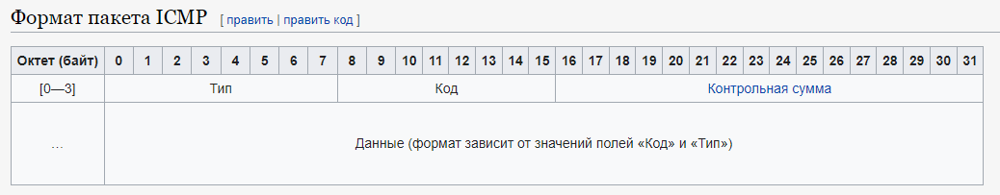 Формат пакета ICMP [ править | править код ]
Октет (байт) 0 1 2 3 4 5 6 7 8 9 10 11 12 13 14 15 16 17 18 19 20 21 22 23 24 25 26 27 28 29 30 31
[0—3] Тип Код Контрольная сумма
... Данные (формат зависит от значений полей «Код» и «Тип»)